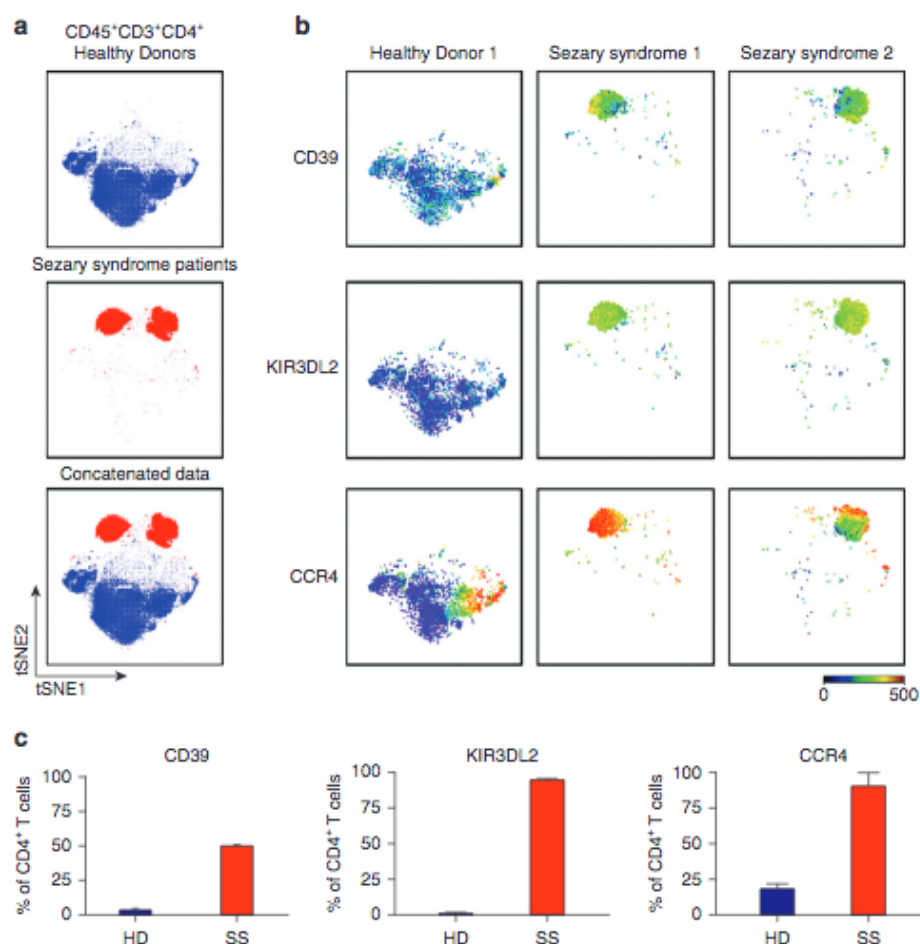 a
CD45⁺CD3⁺CD4⁺
Healthy Donors
Sezary syndrome patients
Concatenated data
tSNE2
tSNE1
b
Healthy Donor 1
Sezary syndrome 1
Sezary syndrome 2
CD39
KIR3DL2
CCR4
0
500
c
CD39
% of CD4⁺ T cells
100
75
50
25
0
HD
SS
KIR3DL2
% of CD4⁺ T cells
100
75
50
25
0
HD
SS
CCR4
% of CD4⁺ T cells
100
75
50
25
0
HD
SS